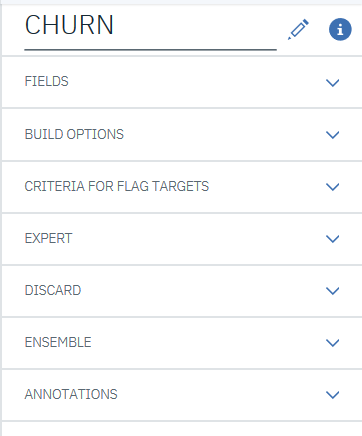 CHURN
FIELDS
BUILD OPTIONS
CRITERIA FOR FLAG TARGETS
EXPERT
DISCARD
ENSEMBLE
ANNOTATIONS